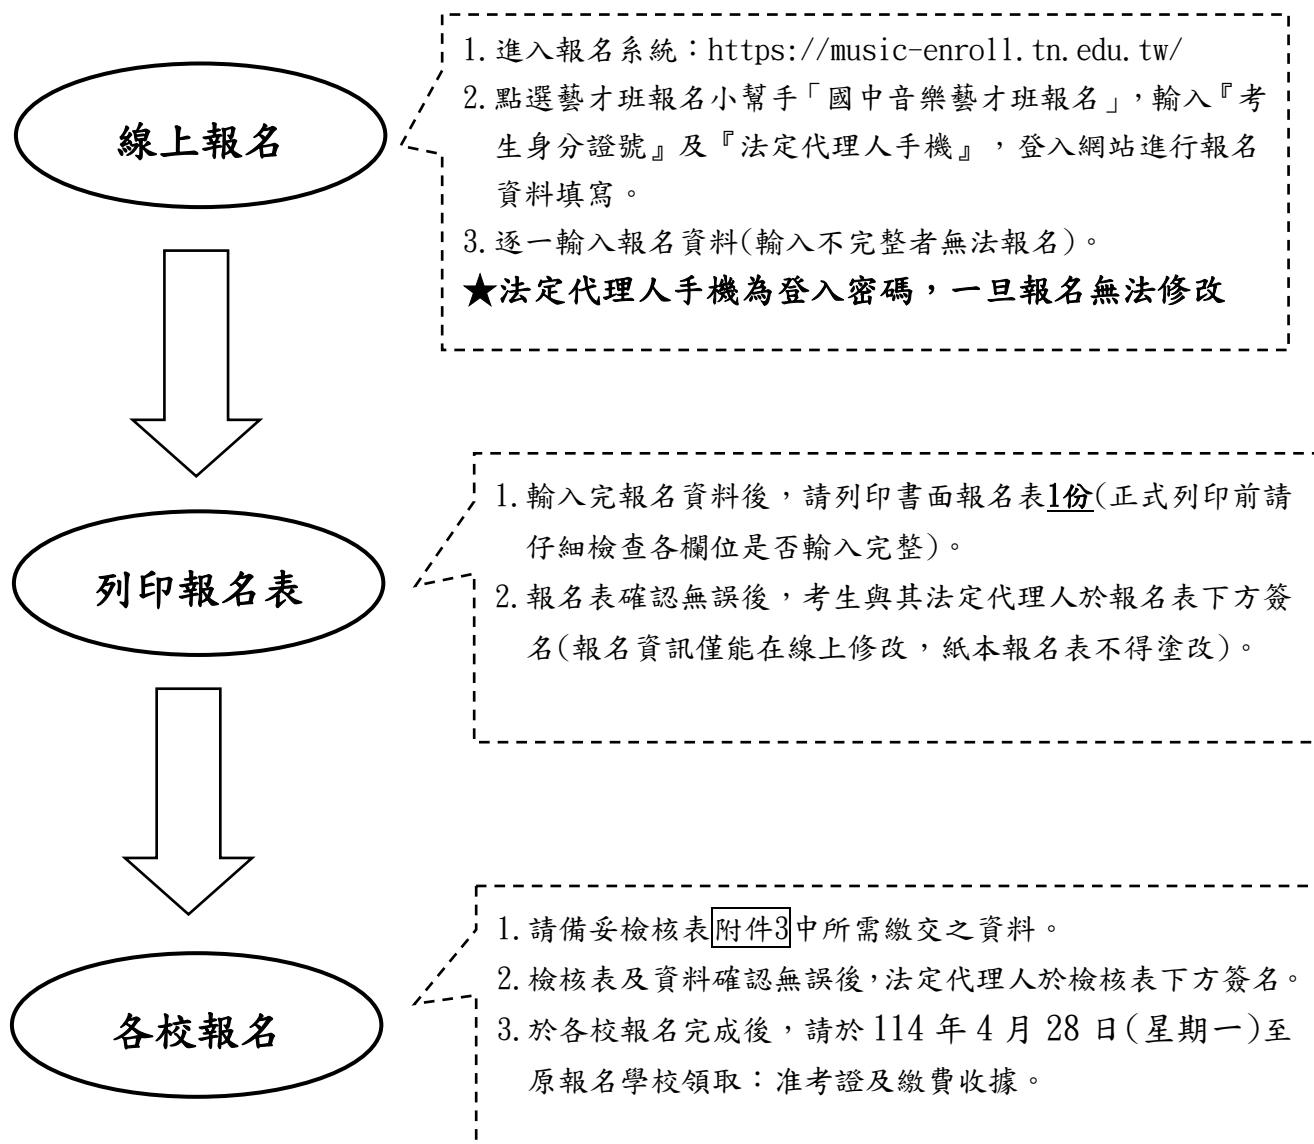 線上報名
1.進入報名系統：https://music-enroll.tn.edu.tw/
2.點選藝才班報名小幫手「國中音樂藝才班報名」，輸入『考
生身分證號』及『法定代理人手機』，登入網站進行報名
資料填寫。
3.逐一輸入報名資料(輸入不完整者無法報名)。
★法定代理人手機為登入密碼，一旦報名無法修改
列印報名表
1.輸入完報名資料後，請列印書面報名表1份(正式列印前請
仔細檢查各欄位是否輸入完整)。
2.報名表確認無誤後，考生與其法定代理人於報名表下方簽
名(報名資訊僅能在線上修改，紙本報名表不得塗改)。
各校報名
1.請備妥檢核表附件3中所需繳交之資料。
2.檢核表及資料確認無誤後，法定代理人於檢核表下方簽名。
3.於各校報名完成後，請於 114 年 4 月 28 日(星期一)至
原報名學校領取：准考證及繳費收據。